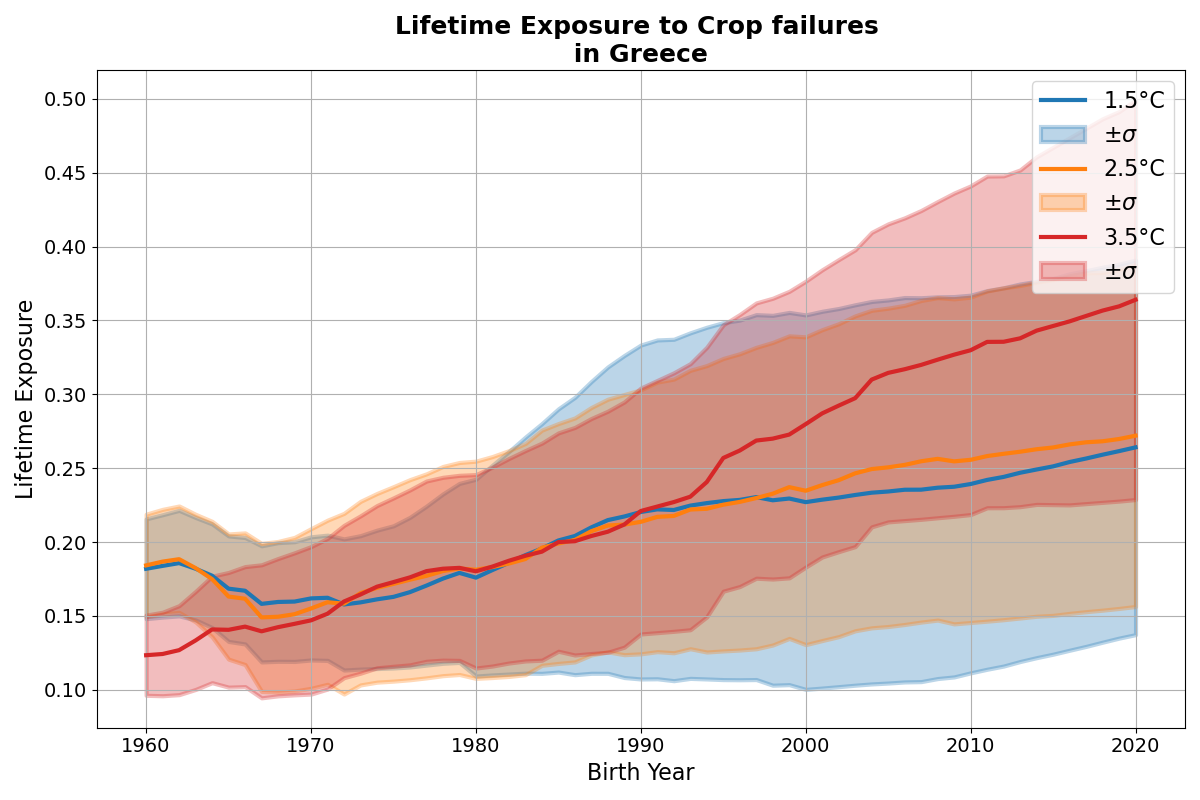 Lifetime Exposure to Crop failures
in Greece
Lifetime Exposure
0.50
0.45
0.40
0.35
0.30
0.25
0.20
0.15
0.10
1.5°C
±σ
2.5°C
±σ
3.5°C
±σ
1960 1970 1980 1990 2000 2010 2020
Birth Year